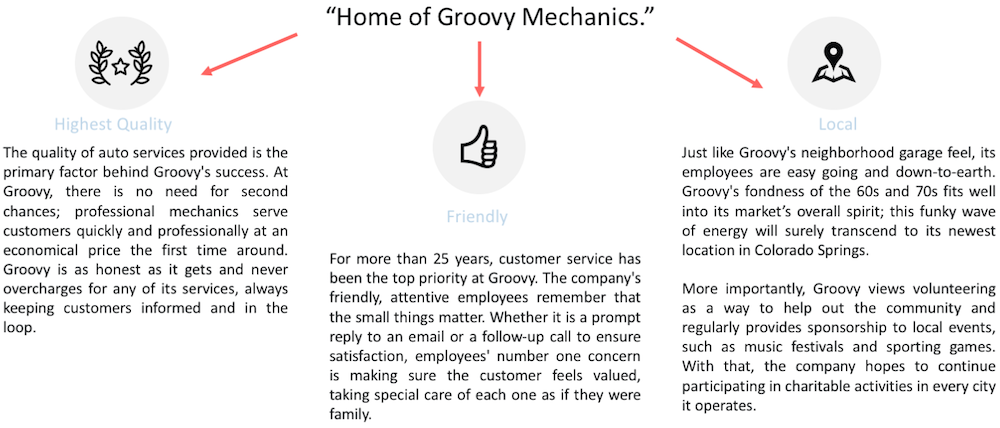 “Home of Groovy Mechanics.”
Highest Quality
The quality of auto services provided is the
primary factor behind Groovy's success. At
Groovy, there is no need for second
chances; professional mechanics serve
customers quickly and professionally at an
economical price the first time around.
Groovy is as honest as it gets and never
overcharges for any of its services, always
keeping customers informed and in the
loop.
Friendly
For more than 25 years, customer service has
been the top priority at Groovy. The company's
friendly, attentive employees remember that
the small things matter. Whether it is a prompt
reply to an email or a follow-up call to ensure
satisfaction, employees' number one concern
is making sure the customer feels valued,
taking special care of each one as if they were
family.
Local
Just like Groovy's neighborhood garage feel, its
employees are easy going and down-to-earth.
Groovy's fondness of the 60s and 70s fits well
into its market’s overall spirit; this funky wave
of energy will surely transcend to its newest
location in Colorado Springs.
More importantly, Groovy views volunteering
as a way to help out the community and
regularly provides sponsorship to local events,
such as music festivals and sporting games.
With that, the company hopes to continue
participating in charitable activities in every city
it operates.